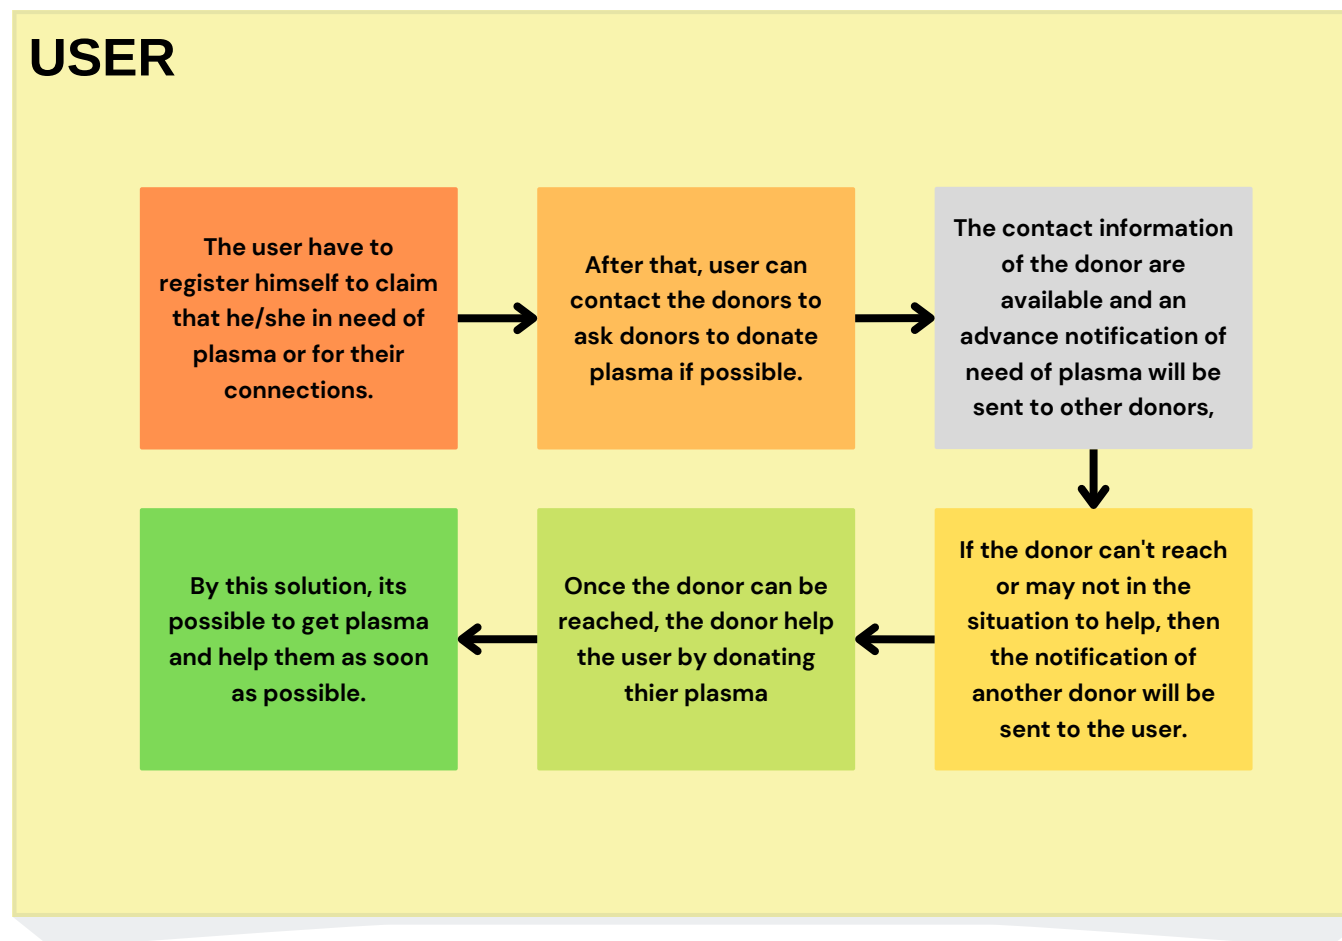 USER
The user have to
register himself to claim
that he/she in need of
plasma or for their
connections.
After that, user can
contact the donors to
ask donors to donate
plasma if possible.
The contact information
of the donor are
available and an
advance notification of
need of plasma will be
sent to other donors,
If the donor can't reach
or may not in the
situation to help, then
the notification of
another donor will be
sent to the user.
Once the donor can be
reached, the donor help
the user by donating
thier plasma
By this solution, its
possible to get plasma
and help them as soon
as possible.